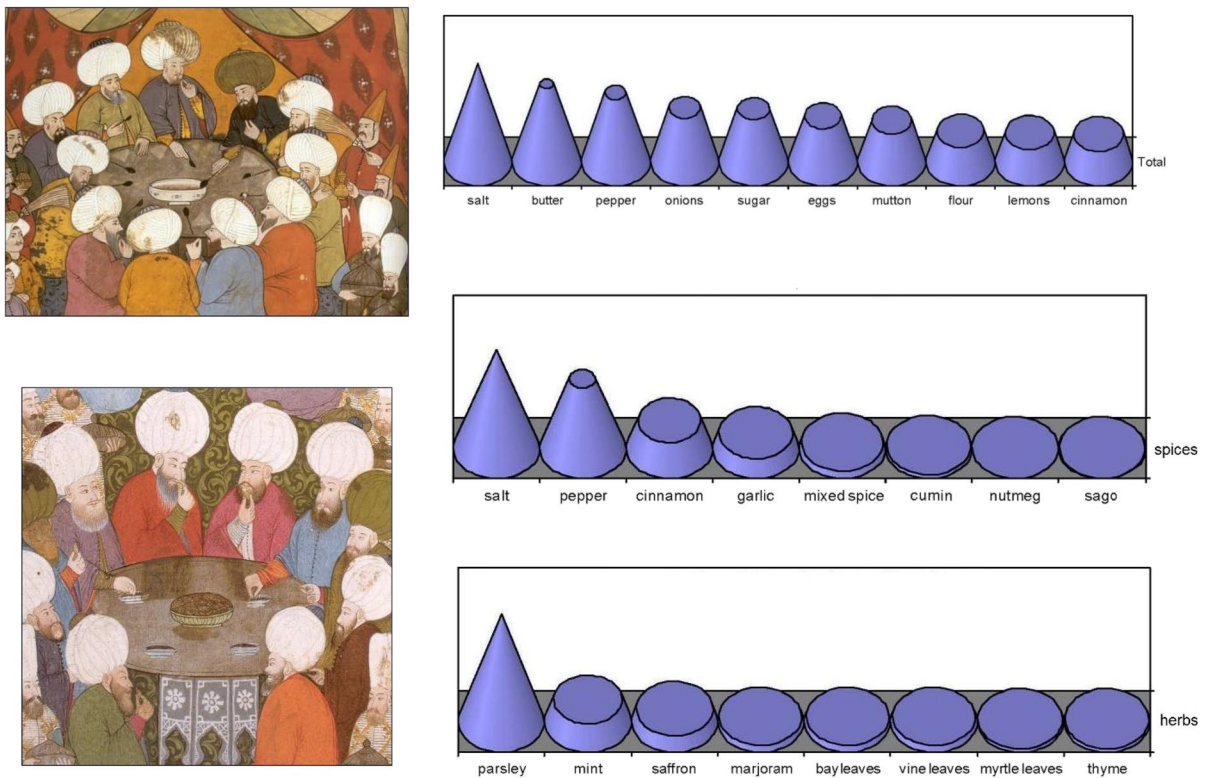 Total
salt butter pepper onions sugar eggs mutton flour lemons cinnamon
spices
salt pepper cinnamon garlic mixed spice cumin nutmeg sago
herbs
parsley mint saffron marjoram bay leaves vine leaves myrtle leaves thyme